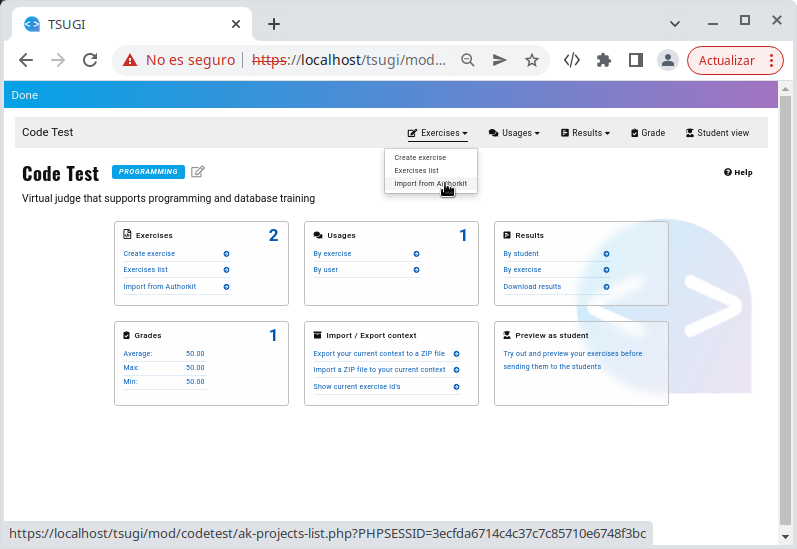 TSUGI
No es seguro
https://localhost/tsugi/mod...
Actualizar
Done
Code Test
Exercises
Usages
Results
Grade
Student view
Create exercise
Exercises list
Import from Authorkit
Code Test
PROGRAMMING
Help
Virtual judge that supports programming and database training
Exercises
2
Create exercise
Exercises list
Import from Authorkit
Usages
1
By exercise
By user
Results
By student
By exercise
Download results
Grades
1
Average: 50.00
Max: 50.00
Min: 50.00
Import / Export context
Export your current context to a ZIP file
Import a ZIP file to your current context
Show current exercise id's
Preview as student
Try out and preview your exercises before
sending them to the students
https://localhost/tsugi/mod/codetest/ak-projects-list.php?PHPSESSID=3ecfda6714c4c37c7c85710e6748f3bc